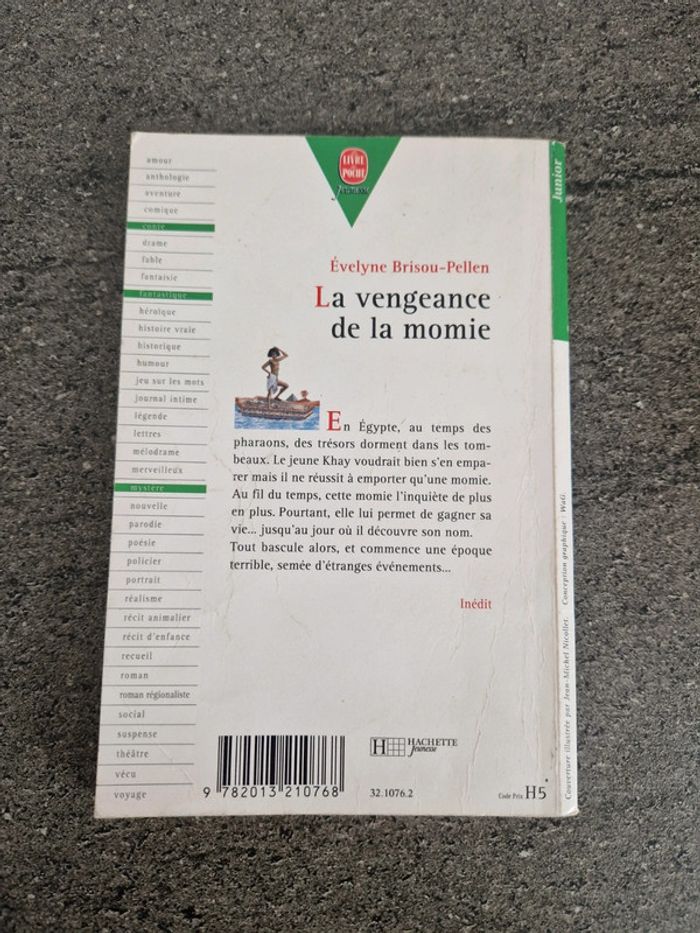 LE LIVRE DE POCHE
Jeunesse
Junior
amour
anthologie
aventure
comique
conte
drame
fable
fantaisie
fantastique
héroïque
histoire vraie
historique
humour
jeu sur les mots
journal intime
légende
lettres
mélodrame
merveilleux
mystère
nouvelle
parodie
poésie
policier
portrait
réalisme
récit animalier
récit d'enfance
recueil
roman
roman régionaliste
social
suspense
théâtre
vécu
voyage
Évelyne Brisou-Pellen
La vengeance
de la momie
En Égypte, au temps des
pharaons, des trésors dorment dans les tom-
beaux. Le jeune Khay voudrait bien s'en empa-
rer mais il ne réussit à emporter qu'une momie.
Au fil du temps, cette momie l'inquiète de plus
en plus. Pourtant, elle lui permet de gagner sa
vie... jusqu'au jour où il découvre son nom.
Tout bascule alors, et commence une époque
terrible, semée d'étranges événements...
Inédit
9 782013 210768
H HACHETTE
Jeunesse
32.1076.2
Code Prix H5
Couverture illustrée par Jean-Michel Nicollet. Conception graphique : WaG.